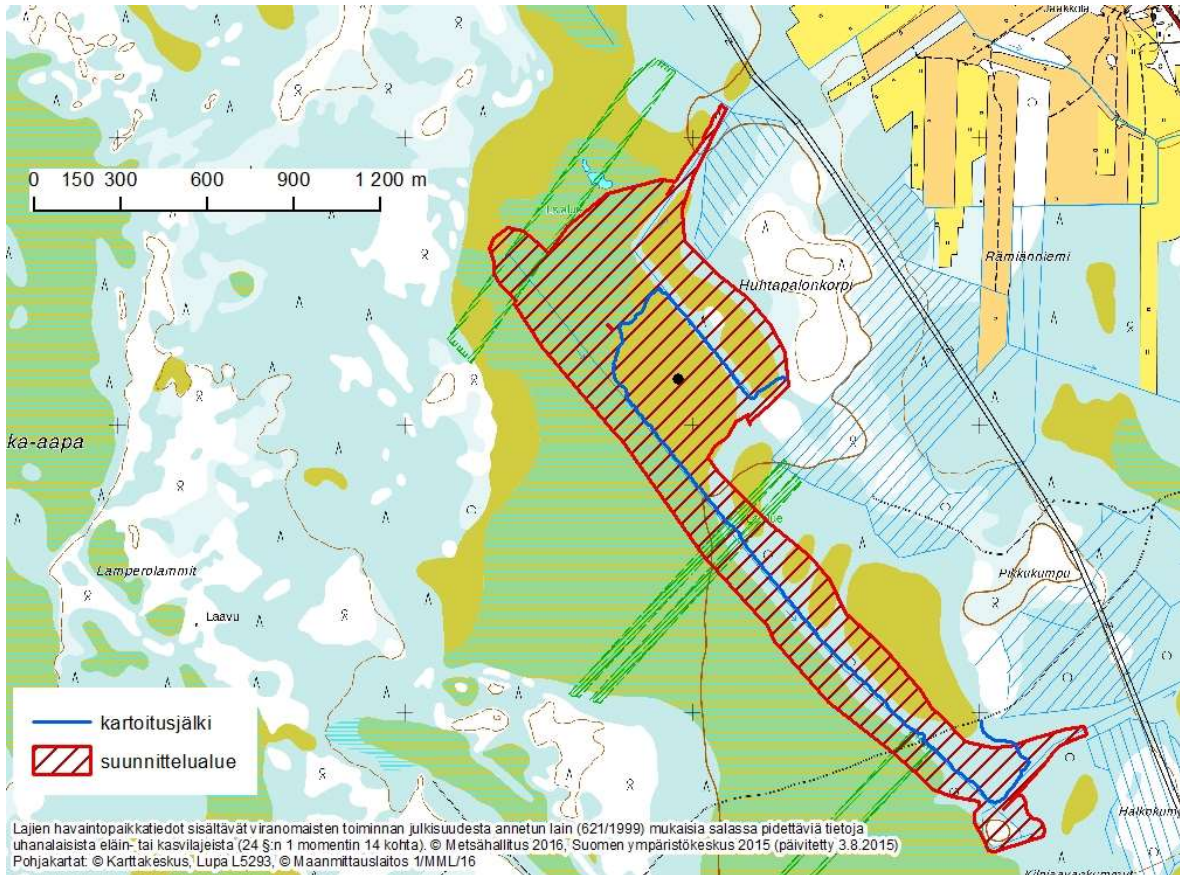 Jaakkola
0 150 300 600 900 1 200 m
Rämiänniemi
Huhtapalonkorpi
ka-aapa
Pikkukumpu
Lamperolammit
Laavu
kartoitusjälki
suunnittelualue
Lajien havaintopaikkatiedot sisältävät viranomaisten toiminnan julkisuudesta annetun lain (621/1999) mukaisia salassa pidettäviä tietoja
uhanalaisista eläin- tai kasvilajeista (24 §:n 1 momentin 14 kohta). © Metsähallitus 2016, Suomen ympäristökeskus 2015 (päivitetty 3.8.2015)
Pohjakartat: © Karttakeskus, Lupa L5293, © Maanmittauslaitos 1/MML/16